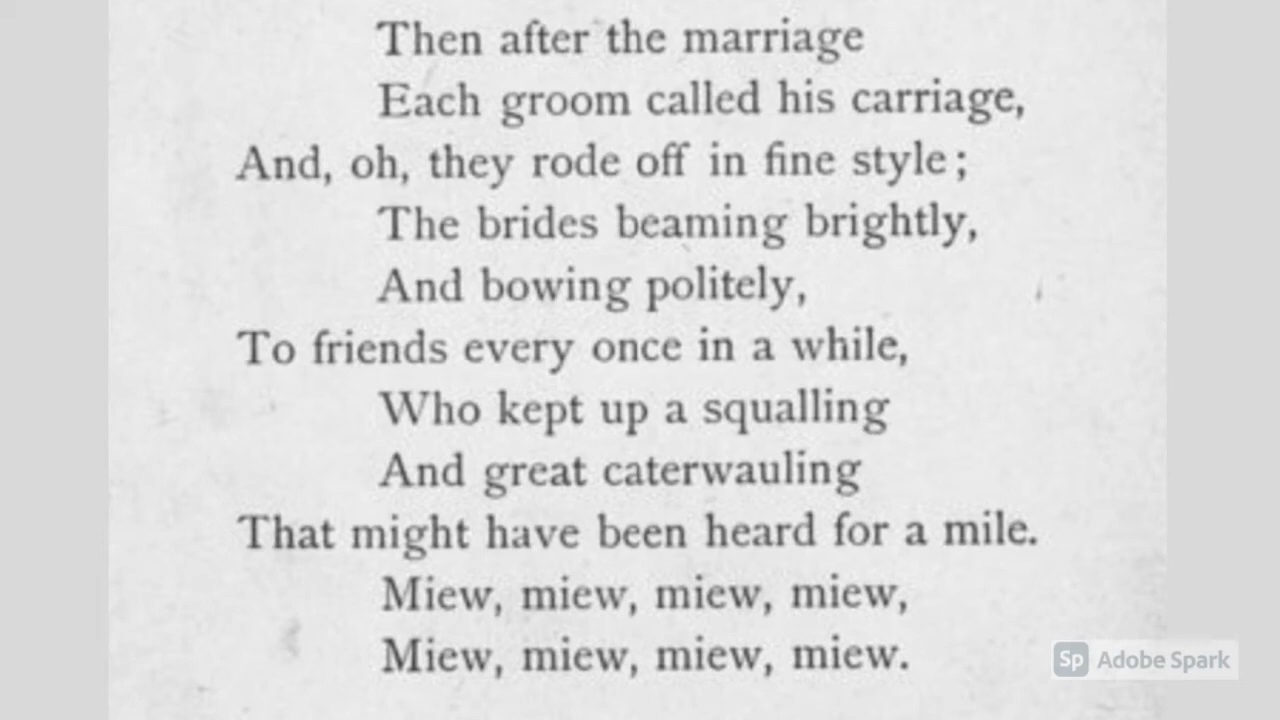 Then after the marriage
Each groom called his carriage,
And, oh, they rode off in fine style;
The brides beaming brightly,
And bowing politely,
To friends every once in a while,
Who kept up a squalling
And great caterwauling
That might have been heard for a mile.
Miew, miew, miew, miew,
Miew, miew, miew, miew.
Sp Adobe Spark